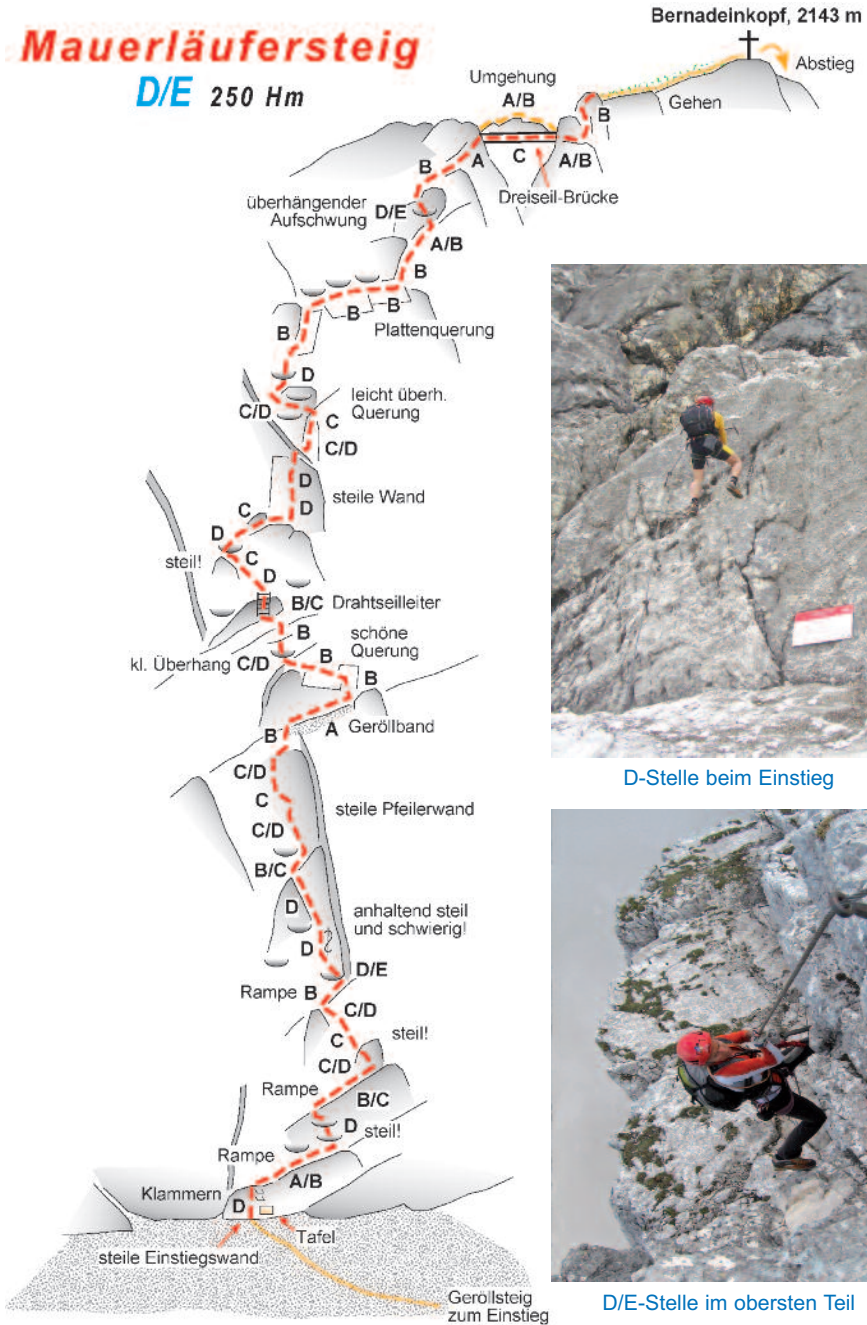 Mauerläufersteig
D/E 250 Hm
Bernadeinkopf, 2143 m
Abstieg
Umgehung
A/B
B
Gehen
A
C
A/B
Dreiseil-Brücke
B
überhängender
Aufschwung
D/E
A/B
B
B
B
B
Plattenquerung
D
leicht überh.
Querung
C/D
C
C/D
D
D
steile Wand
C
D
steil!
C
D
B/C
Drahtseilleiter
B
schöne
Querung
kl. Überhang
C/D
B
B
A
Geröllband
B
C/D
C
steile Pfeilerwand
C/D
B/C
D
anhaltend steil
und schwierig!
D
D/E
Rampe
B
C/D
C
steil!
C/D
Rampe
B/C
D
steil!
Rampe
A/B
Klammern
D
Tafel
steile Einstiegswand
Geröllsteig
zum Einstieg
D-Stelle beim Einstieg
D/E-Stelle im obersten Teil